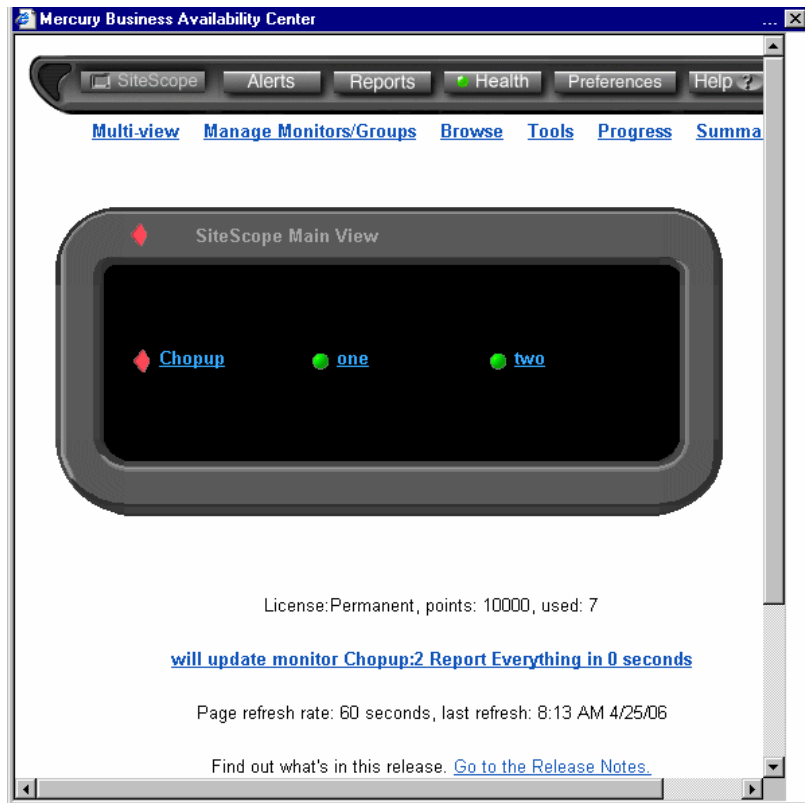 Mercury Business Availability Center ...
SiteScope Alerts Reports Health Preferences Help ?
Multi-view Manage Monitors/Groups Browse Tools Progress Summa
SiteScope Main View
Chopup one two
License:Permanent, points: 10000, used: 7
will update monitor Chopup:2 Report Everything in 0 seconds
Page refresh rate: 60 seconds, last refresh: 8:13 AM 4/25/06
Find out what's in this release. Go to the Release Notes.